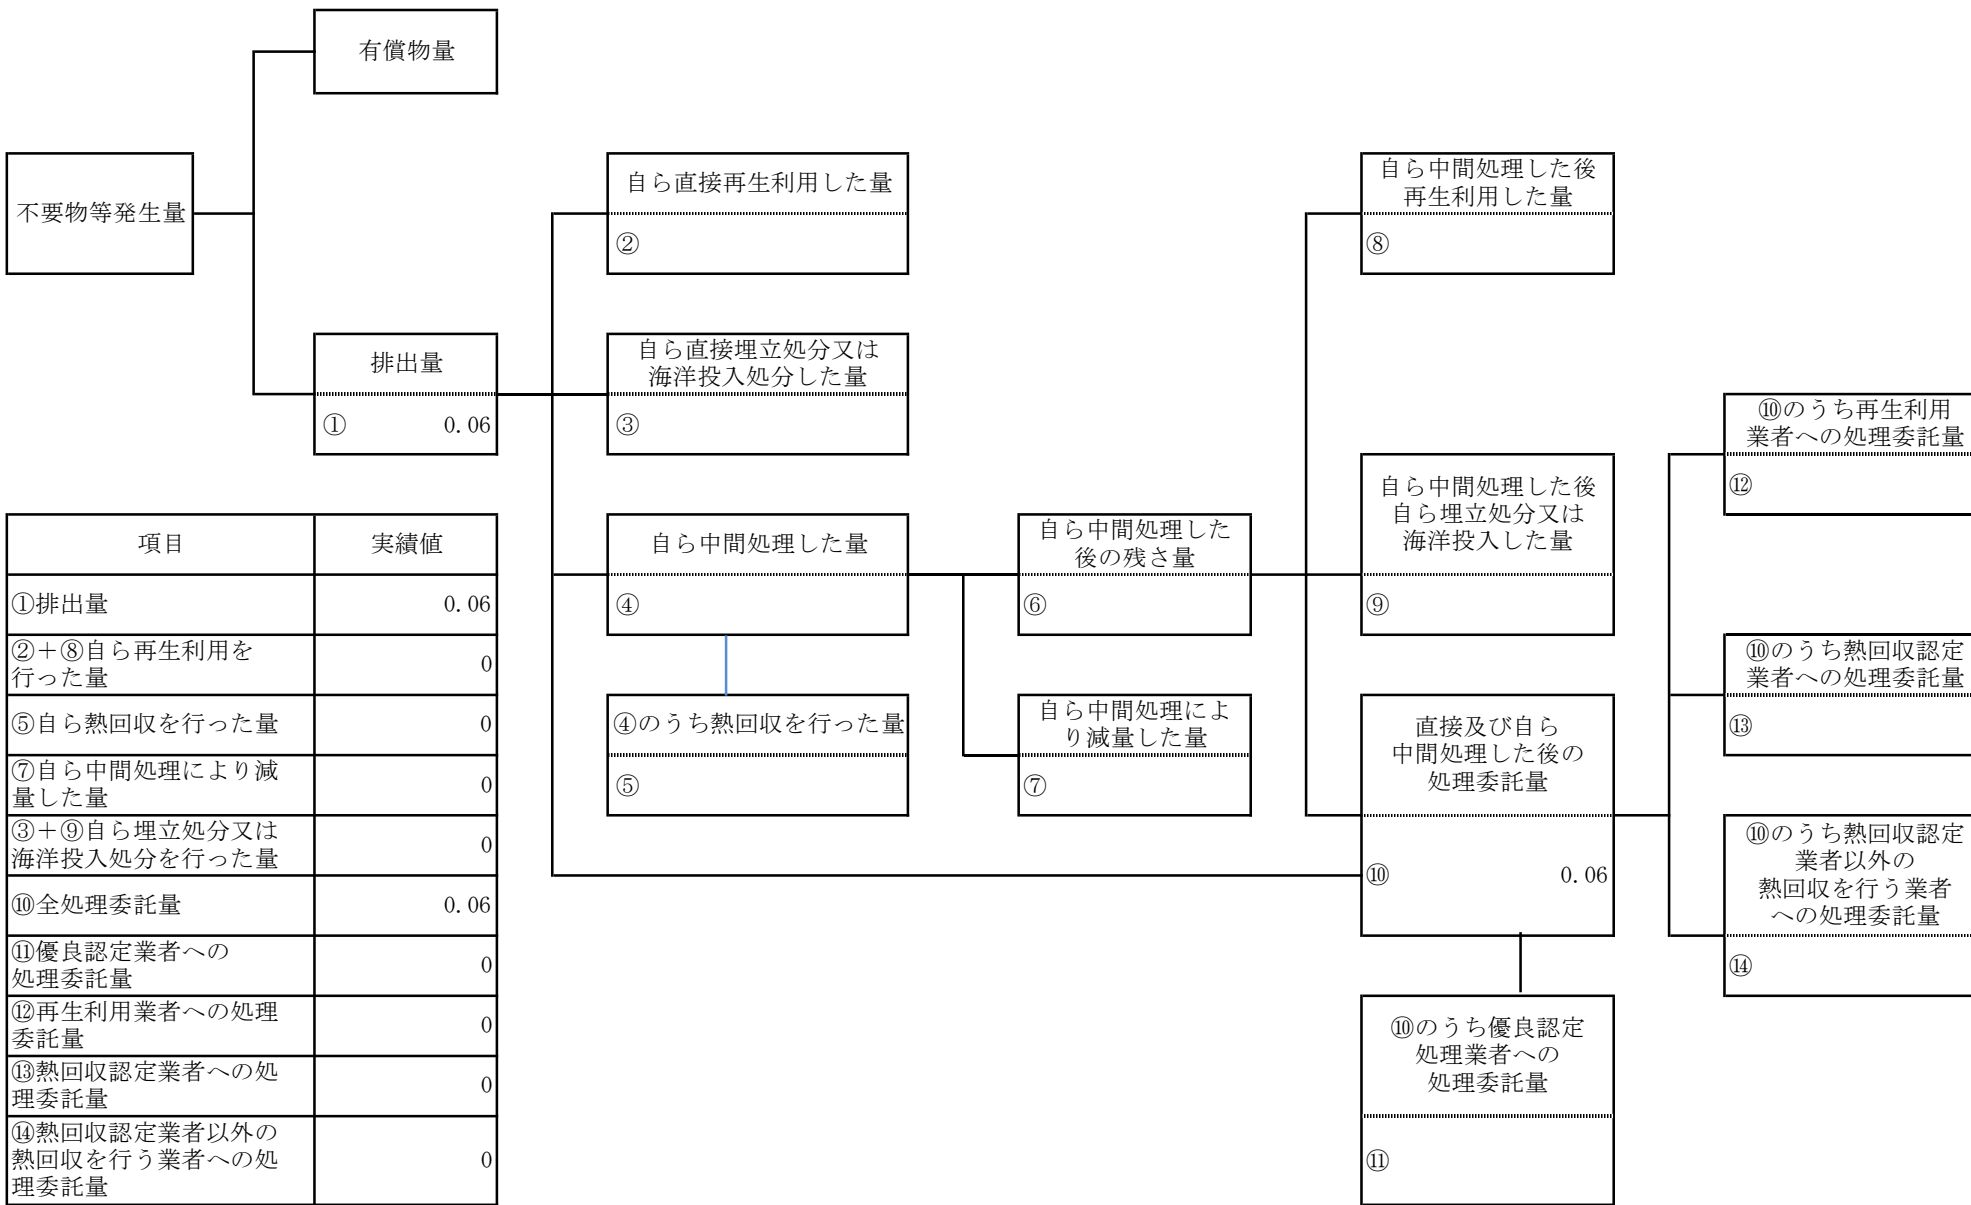 有償物量
不要物等発生量
排出量
① 0.06
自ら直接再生利用した量
②
自ら直接埋立処分又は
海洋投入処分した量
③
自ら中間処理した量
④
④のうち熱回収を行った量
⑤
自ら中間処理した
後の残さ量
⑥
自ら中間処理によ
り減量した量
⑦
自ら中間処理した後
再生利用した量
⑧
自ら中間処理した後
自ら埋立処分又は
海洋投入した量
⑨
直接及び自ら
中間処理した後の
処理委託量
⑩ 0.06
⑩のうち優良認定
処理業者への
処理委託量
⑪
⑩のうち再生利用
業者への処理委託量
⑫
⑩のうち熱回収認定
業者への処理委託量
⑬
⑩のうち熱回収認定
業者以外の
熱回収を行う業者
への処理委託量
⑭
項目 実績値
①排出量 0.06
②＋⑧自ら再生利用を
行った量 0
⑤自ら熱回収を行った量 0
⑦自ら中間処理により減
量した量 0
③＋⑨自ら埋立処分又は
海洋投入処分を行った量 0
⑩全処理委託量 0.06
⑪優良認定業者への
処理委託量 0
⑫再生利用業者への処理
委託量 0
⑬熱回収認定業者への処
理委託量 0
⑭熱回収認定業者以外の
熱回収を行う業者への処
理委託量 0